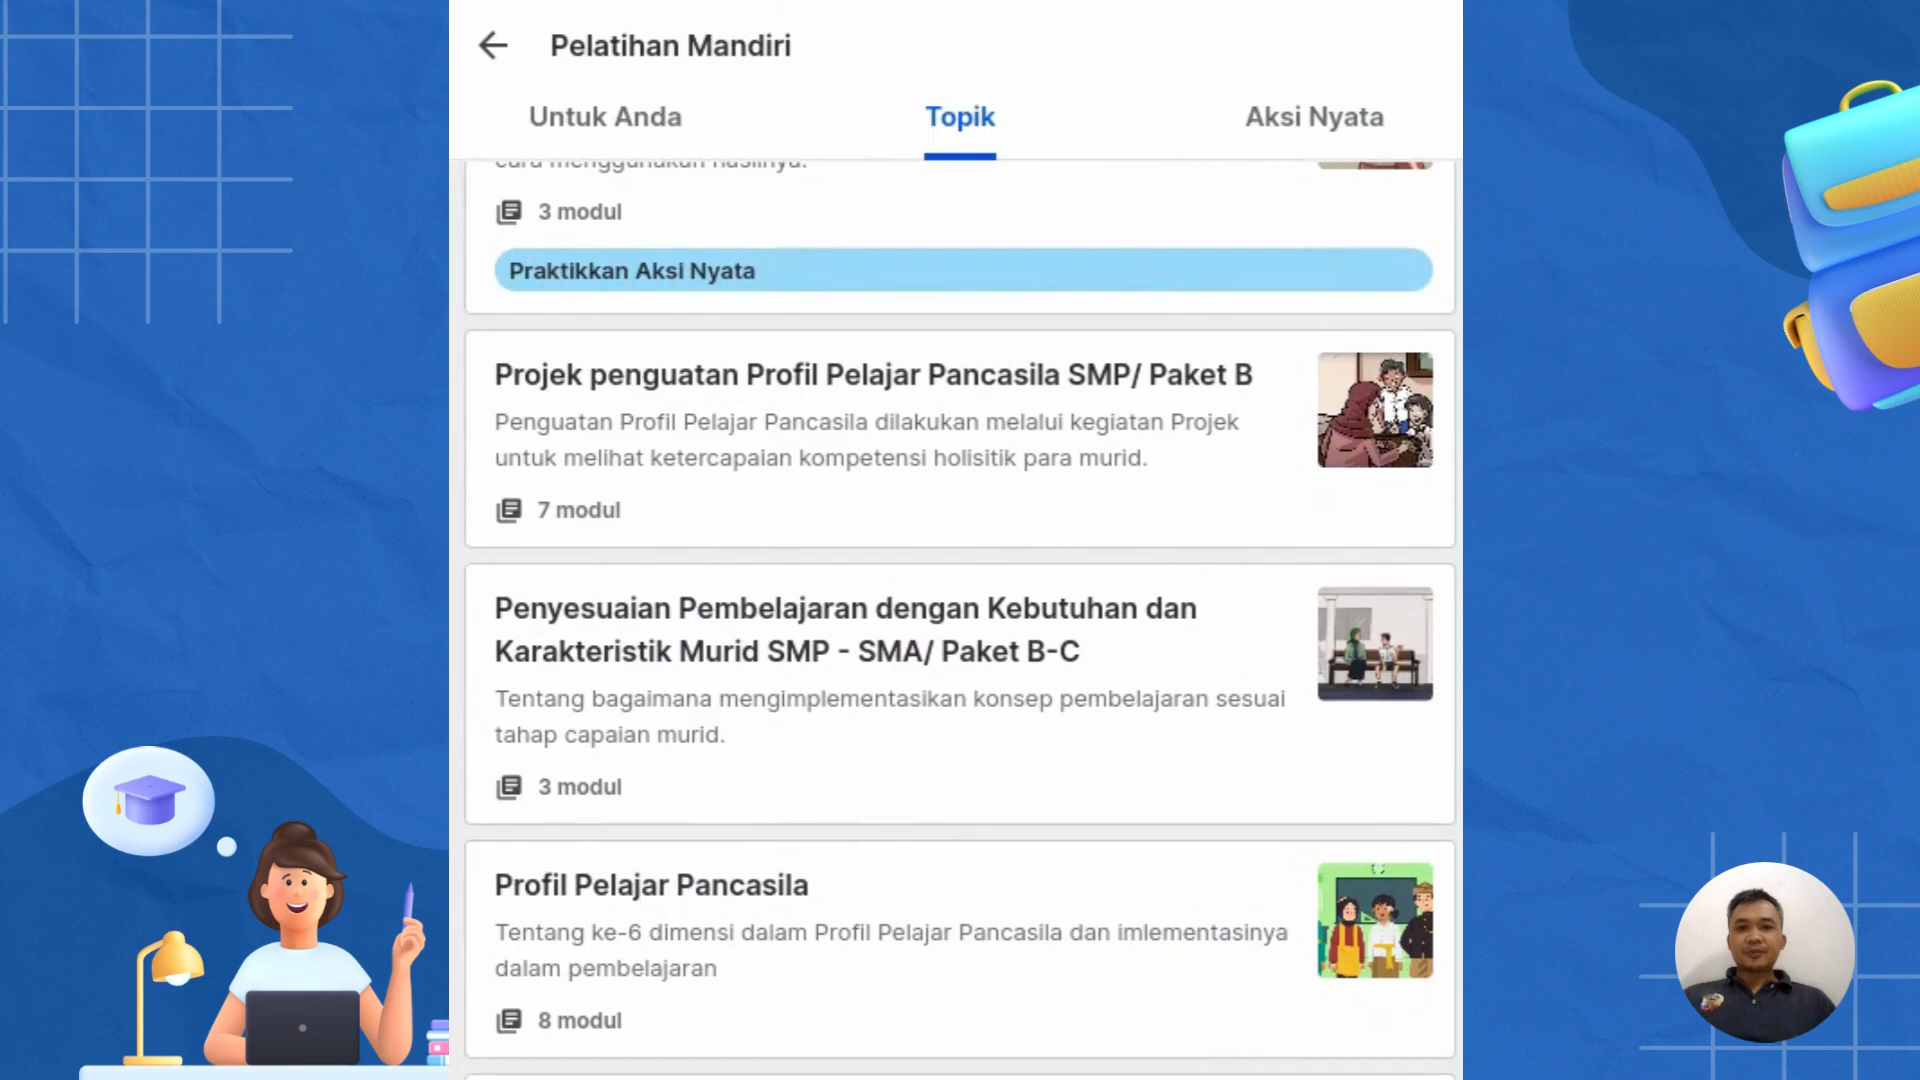 Pelatihan Mandiri
Untuk Anda
Topik
Aksi Nyata
cara menggunakan hasilnya.
3 modul
Praktikkan Aksi Nyata
Projek penguatan Profil Pelajar Pancasila SMP/ Paket B
Penguatan Profil Pelajar Pancasila dilakukan melalui kegiatan Projek
untuk melihat ketercapaian kompetensi holisitik para murid.
7 modul
Penyesuaian Pembelajaran dengan Kebutuhan dan
Karakteristik Murid SMP - SMA/ Paket B-C
Tentang bagaimana mengimplementasikan konsep pembelajaran sesuai
tahap capaian murid.
3 modul
Profil Pelajar Pancasila
Tentang ke-6 dimensi dalam Profil Pelajar Pancasila dan imlementasinya
dalam pembelajaran
8 modul